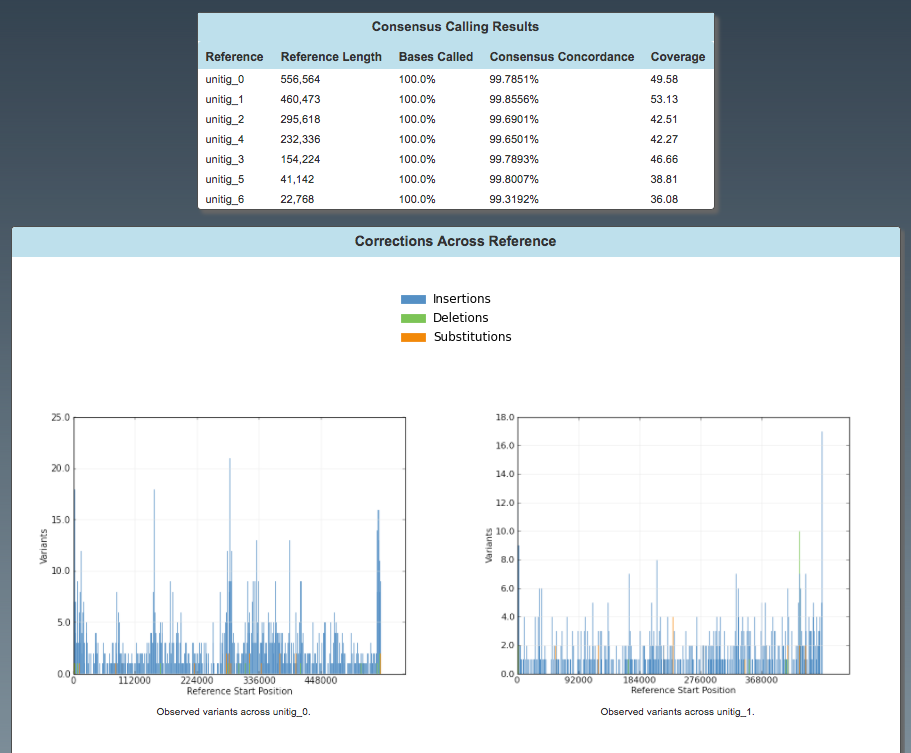 Consensus Calling Results
Reference Reference Length Bases Called Consensus Concordance Coverage
unitig_0 556,564 100.0% 99.7851% 49.58
unitig_1 460,473 100.0% 99.8556% 53.13
unitig_2 295,618 100.0% 99.6901% 42.51
unitig_4 232,336 100.0% 99.6501% 42.27
unitig_3 154,224 100.0% 99.7893% 46.66
unitig_5 41,142 100.0% 99.8007% 38.81
unitig_6 22,768 100.0% 99.3192% 36.08
Corrections Across Reference
Insertions
Deletions
Substitutions
25.0
20.0
15.0
Variants
10.0
5.0
0.0
0 112000 224000 336000 448000
Reference Start Position
Observed variants across unitig_0.
18.0
16.0
14.0
12.0
10.0
Variants
8.0
6.0
4.0
2.0
0.0
0 92000 184000 276000 368000
Reference Start Position
Observed variants across unitig_1.